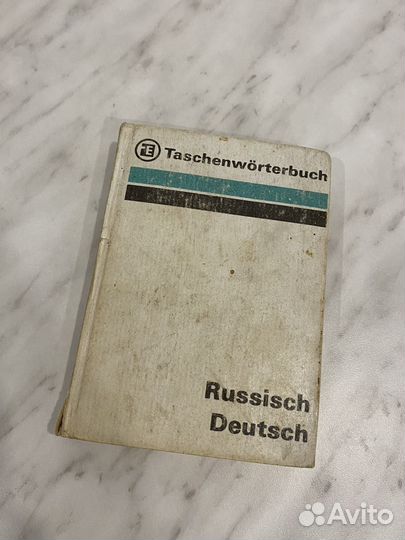 Taschenwörterbuch
Russisch
Deutsch
Avito